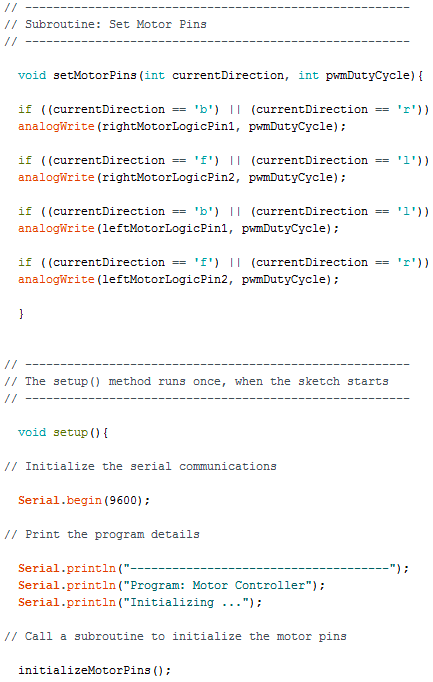 // -------------------------------------------------------
// Subroutine: Set Motor Pins
// -------------------------------------------------------
void setMotorPins(int currentDirection, int pwmDutyCycle){
if ((currentDirection == 'b') || (currentDirection == 'r'))
analogWrite(rightMotorLogicPin1, pwmDutyCycle);
if ((currentDirection == 'f') || (currentDirection == 'l'))
analogWrite(rightMotorLogicPin2, pwmDutyCycle);
if ((currentDirection == 'b') || (currentDirection == 'l'))
analogWrite(leftMotorLogicPin1, pwmDutyCycle);
if ((currentDirection == 'f') || (currentDirection == 'r'))
analogWrite(leftMotorLogicPin2, pwmDutyCycle);
}
// -------------------------------------------------------
// The setup() method runs once, when the sketch starts
// -------------------------------------------------------
void setup(){
// Initialize the serial communications
Serial.begin(9600);
// Print the program details
Serial.println("-------------------------------------");
Serial.println("Program: Motor Controller");
Serial.println("Initializing ...");
// Call a subroutine to initialize the motor pins
initializeMotorPins();